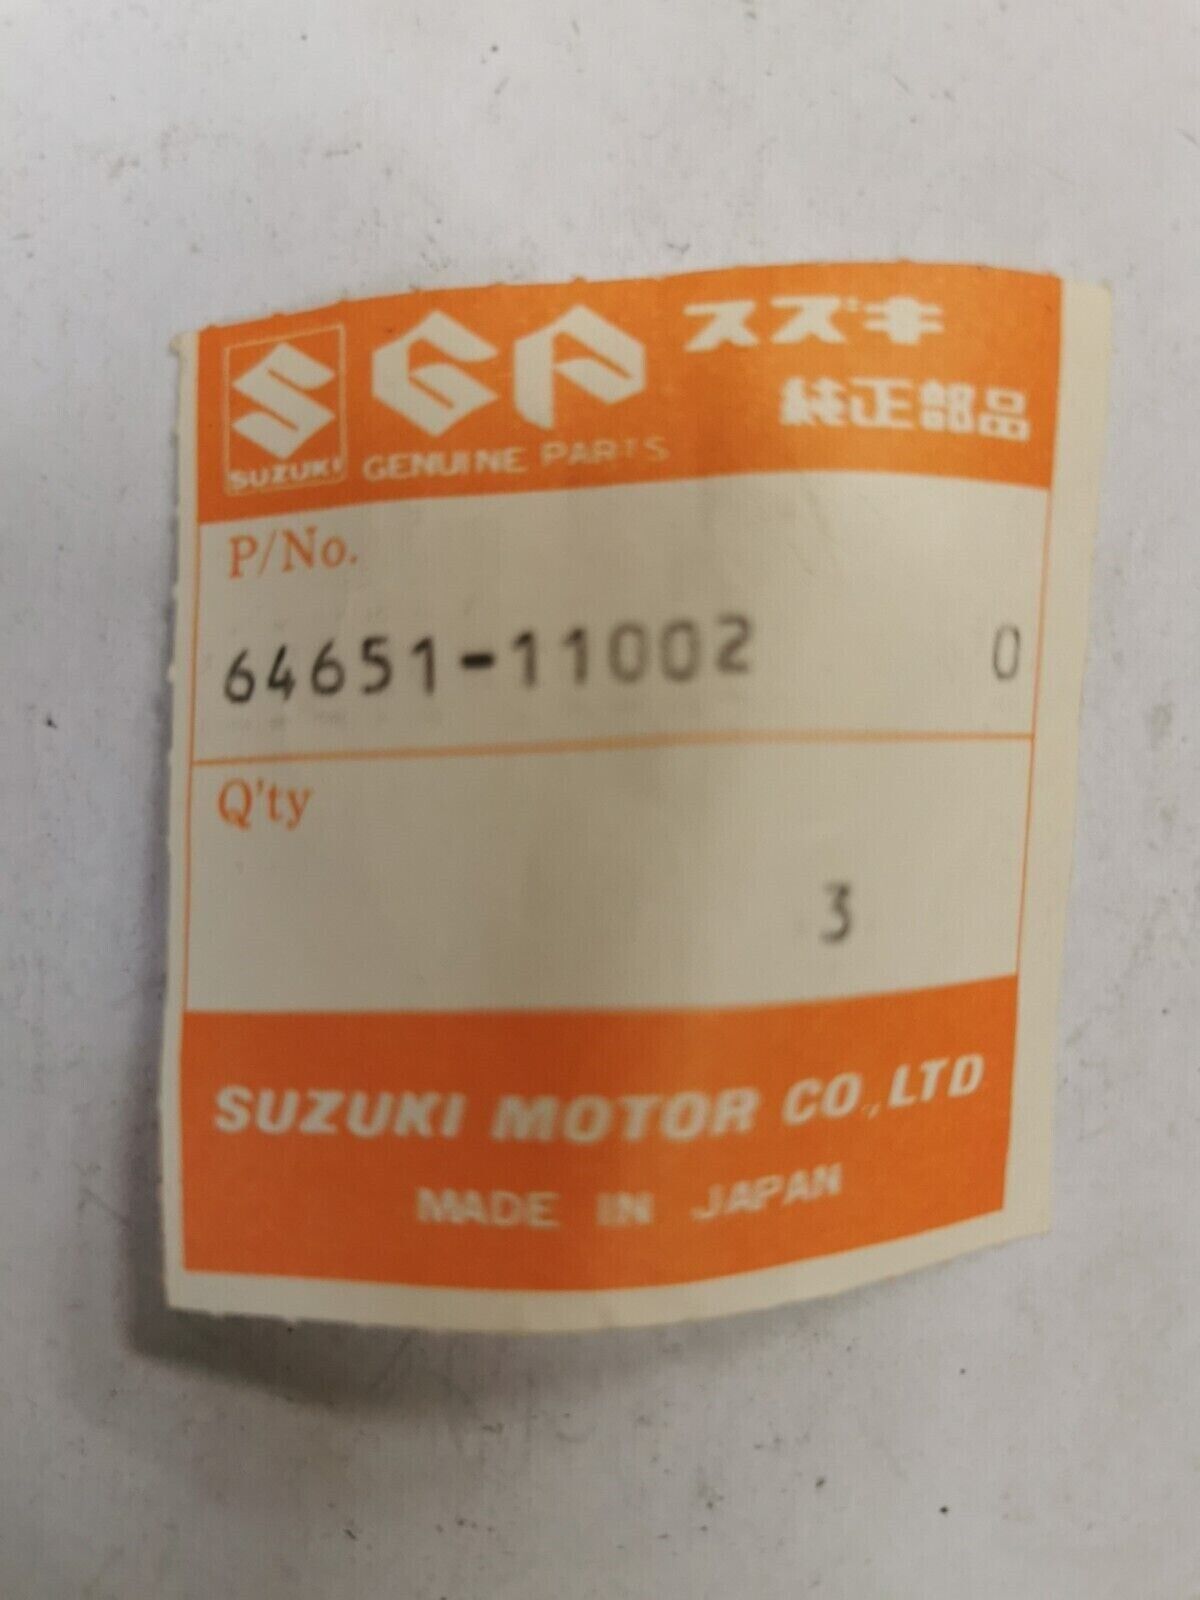 SUZUKI
SGP
GENUINE PARTS
スズキ
純正部品
P/No.
64651-11002 0
Q'ty
3
SUZUKI MOTOR CO.,LTD
MADE IN JAPAN